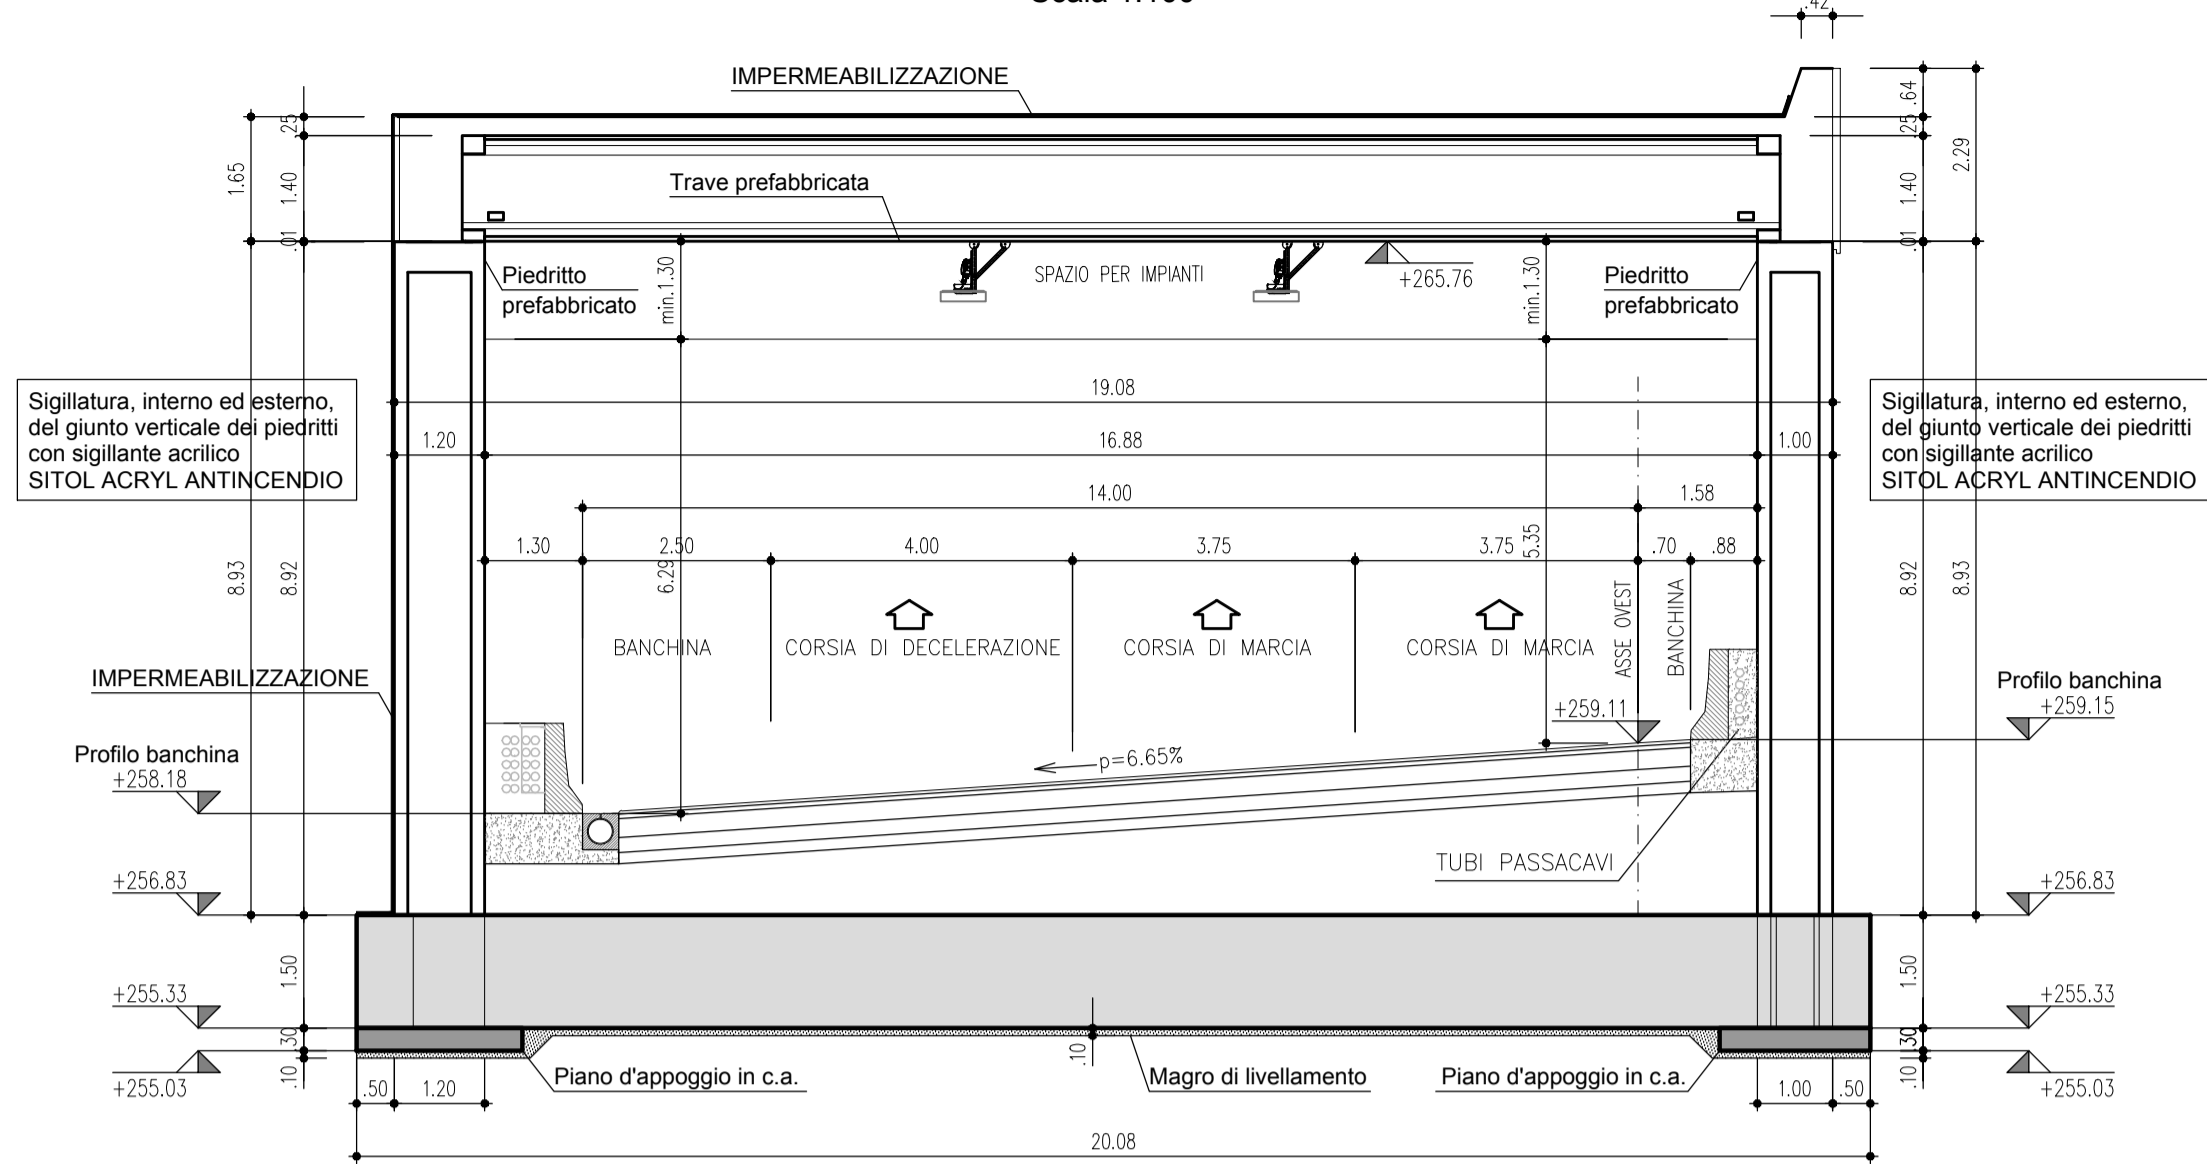 .42
IMPERMEABILIZZAZIONE
.25
1.65
1.40
.01
Trave prefabbricata
.64
.25
2.29
1.40
.01
Piedritto
prefabbricato
min.1.30
SPAZIO PER IMPIANTI
+265.76
min.1.30
Piedritto
prefabbricato
Sigillatura, interno ed esterno,
del giunto verticale dei piedritti
con sigillante acrilico
SITOL ACRYL ANTINCENDIO
19.08
1.20
16.88
1.00
Sigillatura, interno ed esterno,
del giunto verticale dei piedritti
con sigillante acrilico
SITOL ACRYL ANTINCENDIO
14.00
1.58
1.30
2.50
4.00
3.75
3.75
.70
.88
8.93
8.92
6.29
5.35
8.92
8.93
BANCHINA
CORSIA DI DECELERAZIONE
CORSIA DI MARCIA
CORSIA DI MARCIA
ASSE OVEST
BANCHINA
IMPERMEABILIZZAZIONE
Profilo banchina
+259.15
+259.11
Profilo banchina
+258.18
p=6.65%
TUBI PASSACAVI
+256.83
+256.83
1.50
1.50
+255.33
+255.33
.30
.10
.10
.30
.10
+255.03
+255.03
Piano d'appoggio in c.a.
Magro di livellamento
Piano d'appoggio in c.a.
.50
1.20
1.00
.50
20.08